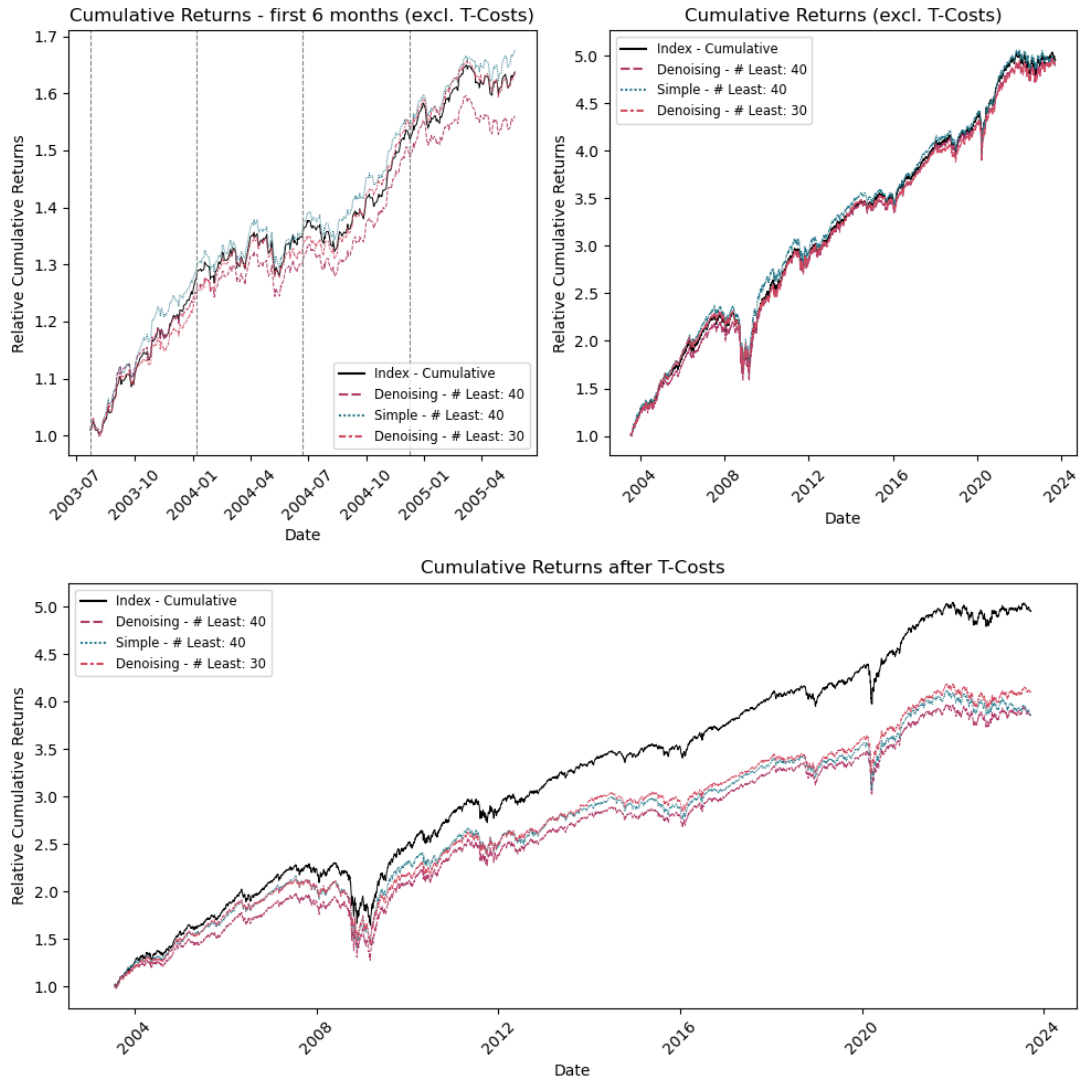 Cumulative Returns - first 6 months (excl. T-Costs)
Relative Cumulative Returns
1.7
1.6
1.5
1.4
1.3
1.2
1.1
1.0
Index - Cumulative
Denoising - # Least: 40
Simple - # Least: 40
Denoising - # Least: 30
2003-07
2003-10
2004-01
2004-04
2004-07
2004-10
2005-01
2005-04
Date
Cumulative Returns (excl. T-Costs)
Relative Cumulative Returns
5.0
4.5
4.0
3.5
3.0
2.5
2.0
1.5
1.0
Index - Cumulative
Denoising - # Least: 40
Simple - # Least: 40
Denoising - # Least: 30
2004
2008
2012
2016
2020
2024
Date
Cumulative Returns after T-Costs
Relative Cumulative Returns
5.0
4.5
4.0
3.5
3.0
2.5
2.0
1.5
1.0
Index - Cumulative
Denoising - # Least: 40
Simple - # Least: 40
Denoising - # Least: 30
2004
2008
2012
2016
2020
2024
Date